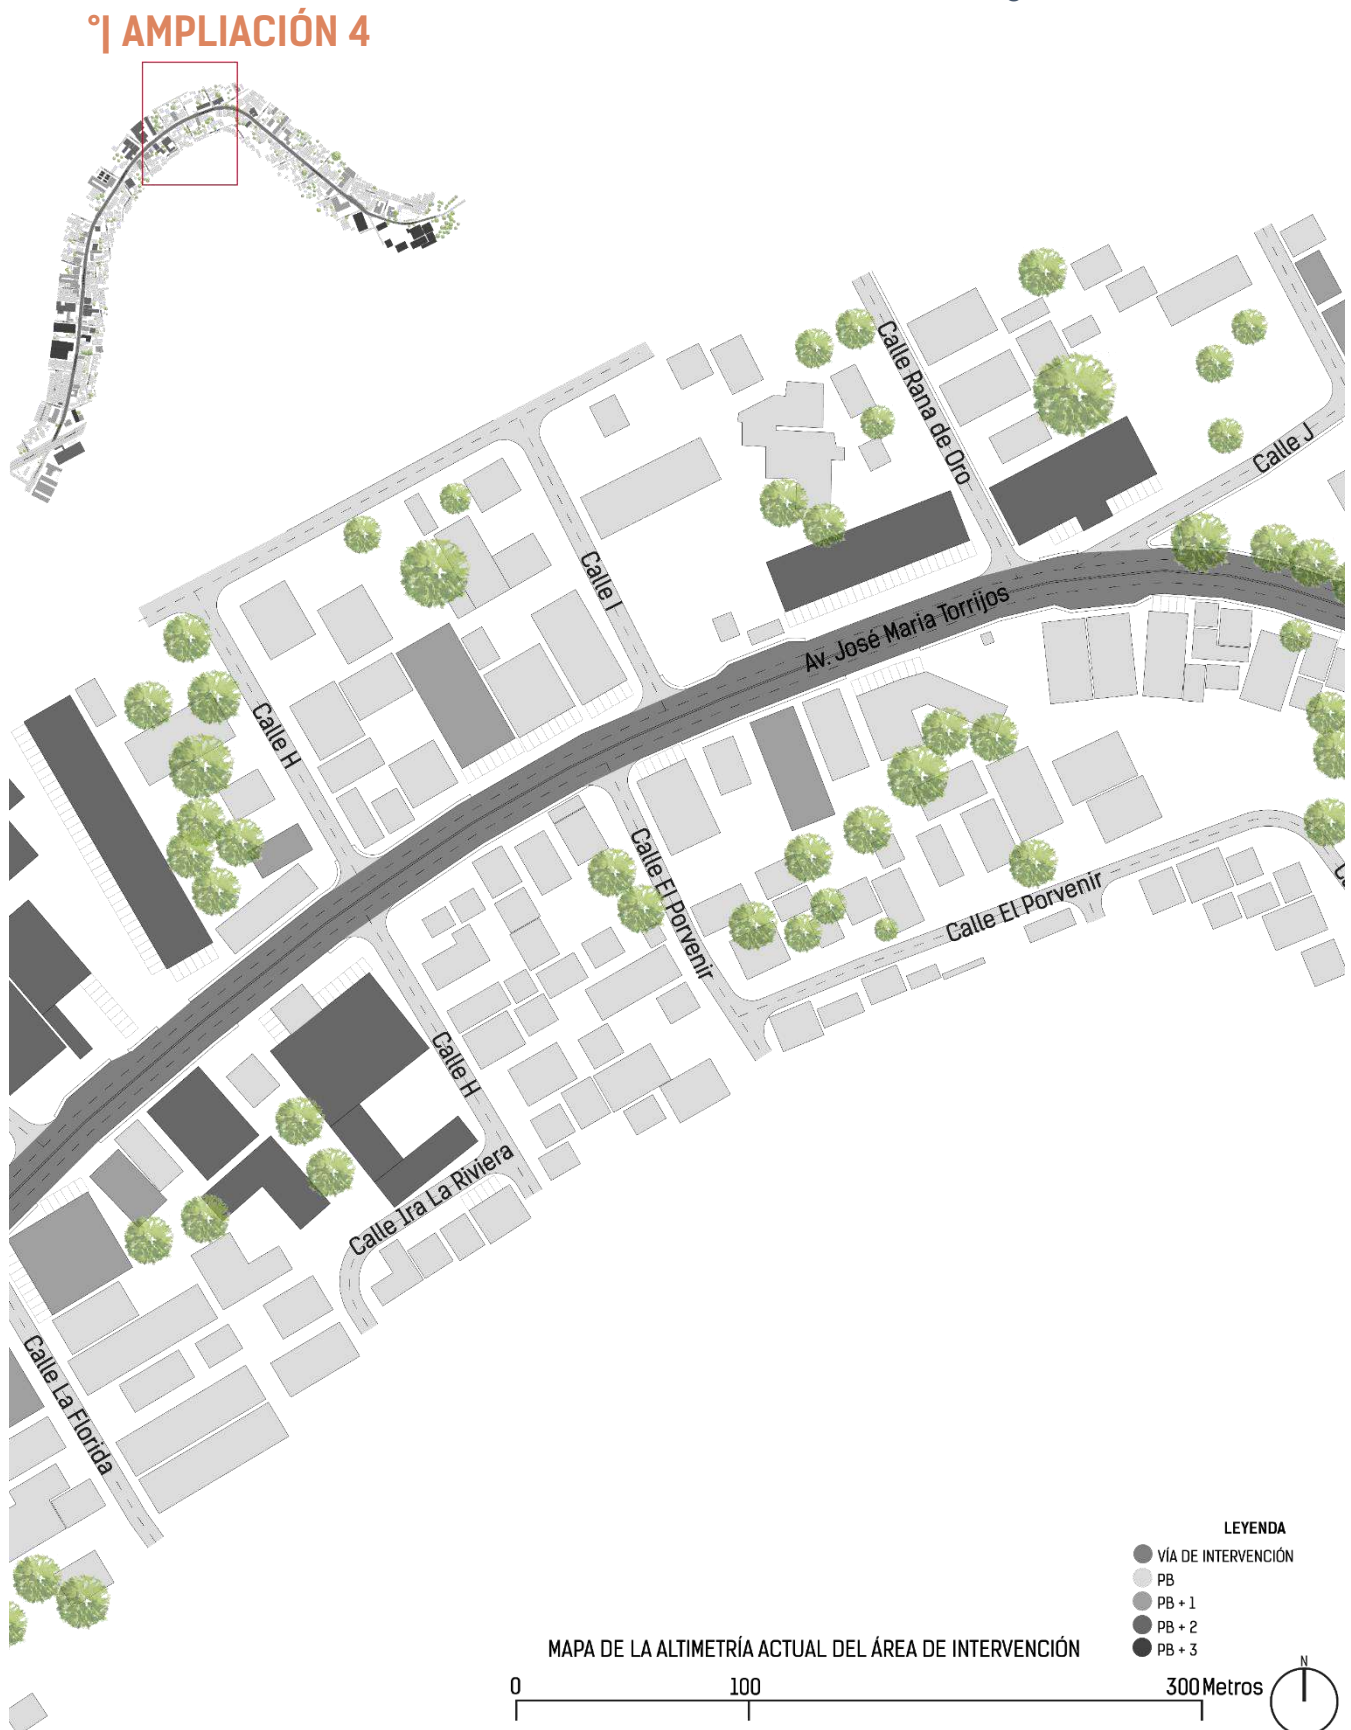 °| AMPLIACIÓN 4
Calle Rana de Oro
Calle J
Calle I
Av. José Maria Torrijos
Calle H
Calle El Porvenir
Calle El Porvenir
Calle H
Calle 1ra La Riviera
Calle La Florida
LEYENDA
VÍA DE INTERVENCIÓN
PB
PB + 1
PB + 2
PB + 3
MAPA DE LA ALTIMETRÍA ACTUAL DEL ÁREA DE INTERVENCIÓN
N
0 100 300 Metros